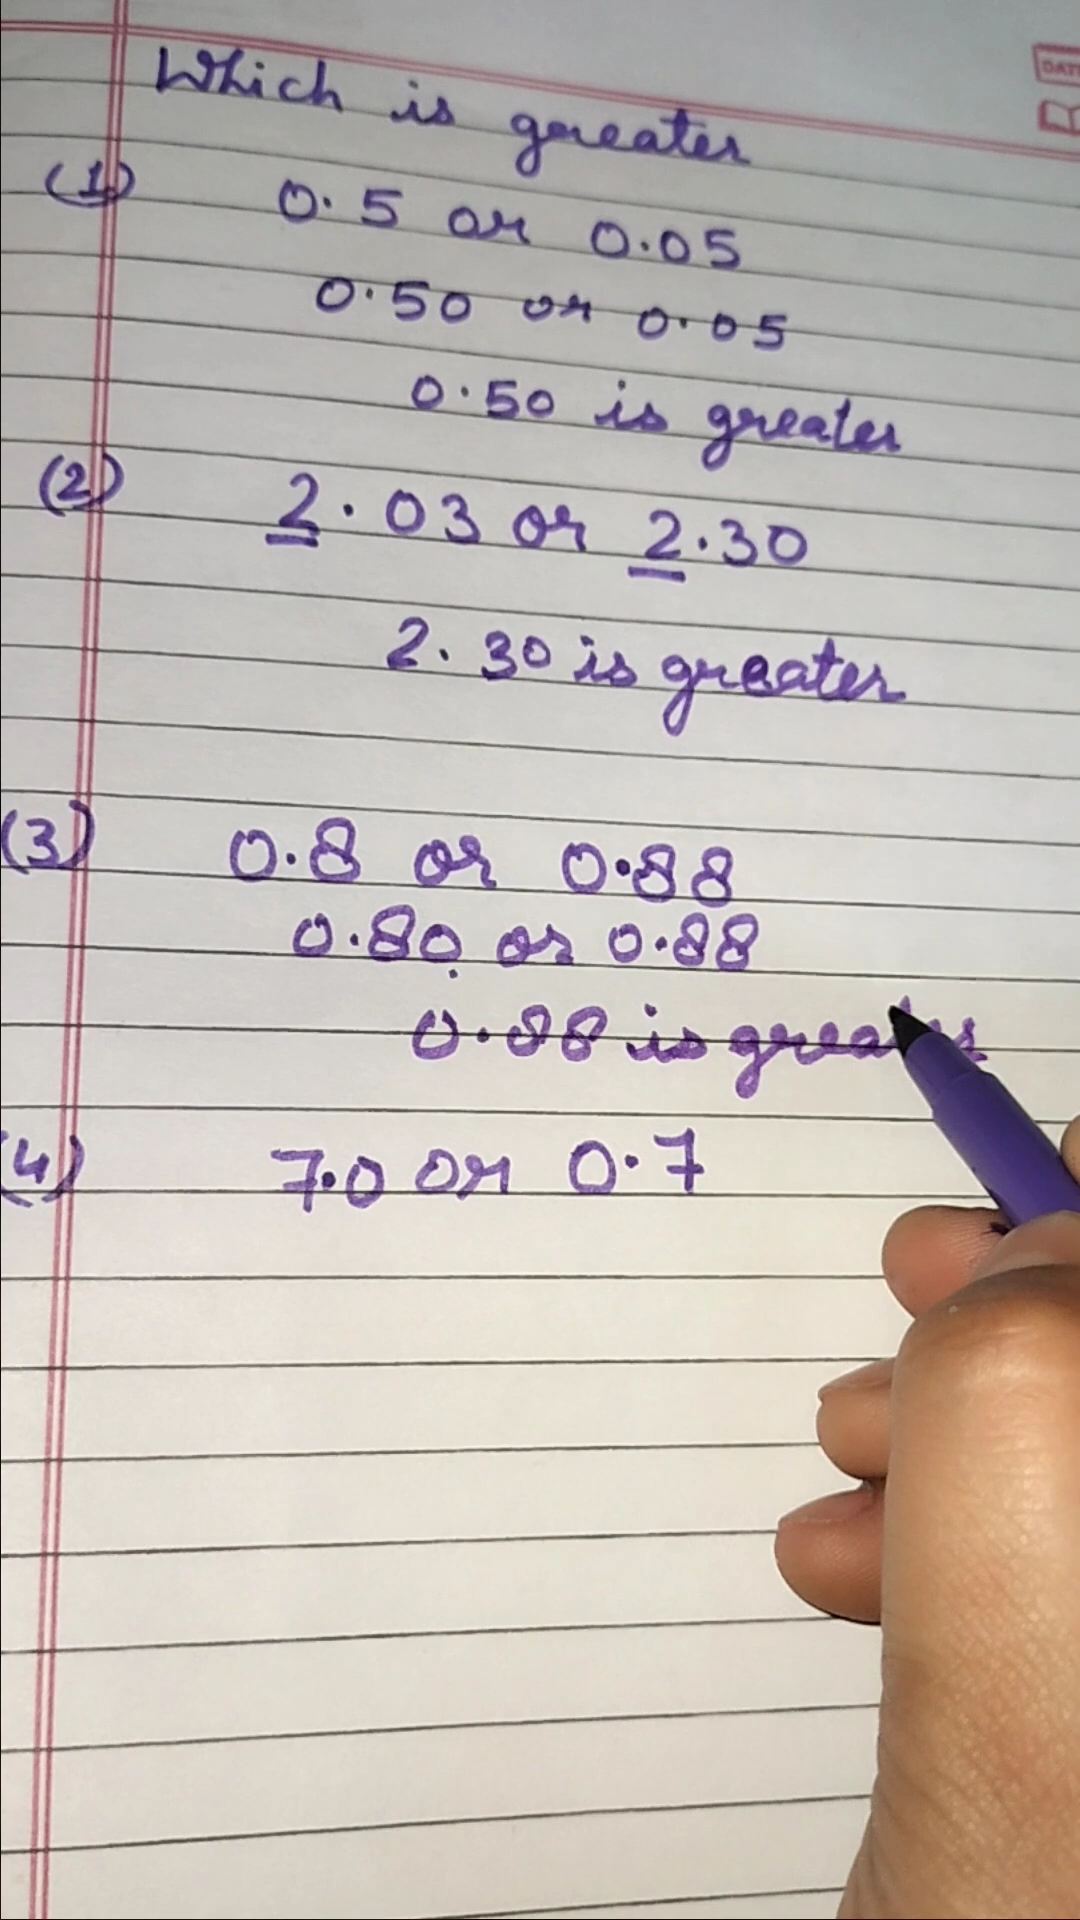 DATE
Which is greater
(1) 0.5 or 0.05
0.50 or 0.05
0.50 is greater
(2) 2.03 or 2.30
2.30 is greater
(3) 0.8 or 0.88
0.80 or 0.88
0.88 is greater
(4) 7.0 or 0.7